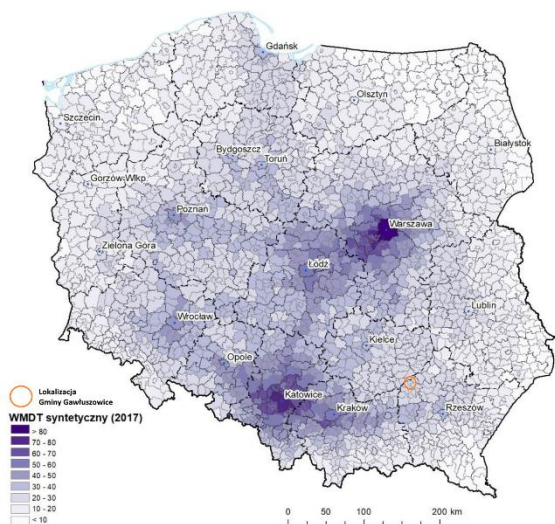 Gdańsk
Olsztyn
Szczecin
Białystok
Bydgoszcz
Toruń
Gorzów-Wlkp
Poznań
Warszawa
Zielona Góra
Łódź
Lublin
Wrocław
Kielce
Opole
Lokalizacja
Gminy Gawłuszowice
Katowice
Kraków
Rzeszów
WMDT syntetyczny (2017)
> 80
70 - 80
60 - 70
50 - 60
40 - 50
30 - 40
20 - 30
10 - 20
< 10
0 50 100 200 km